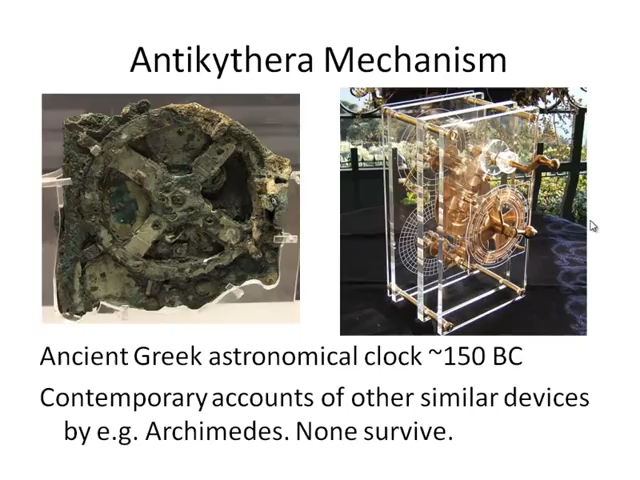 Antikythera Mechanism
Ancient Greek astronomical clock ~150 BC
Contemporary accounts of other similar devices
by e.g. Archimedes. None survive.